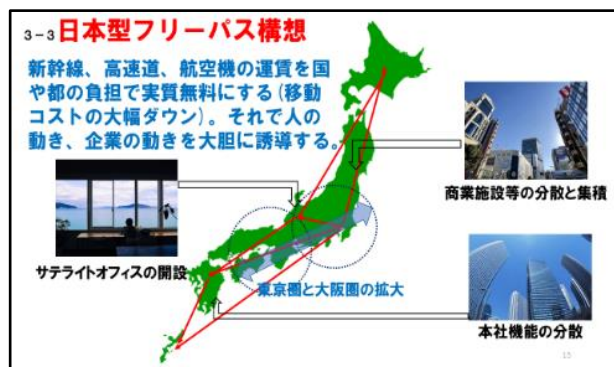 3-3日本型フリーパス構想
新幹線、高速道、航空機の運賃を国
や都の負担で実質無料にする(移動
コストの大幅ダウン)。それで人の
動き、企業の動きを大胆に誘導する。
商業施設等の分散と集積
サテライトオフィスの開設
東京圏と大阪圏の拡大
本社機能の分散
15